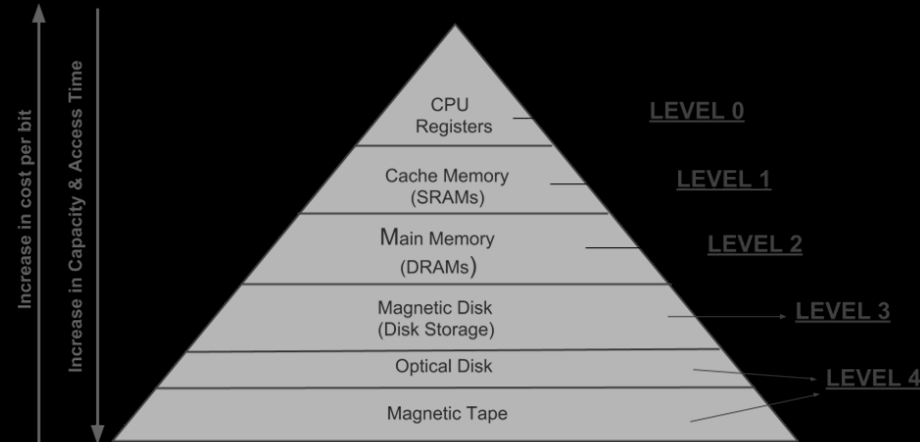 Increase in cost per bit
Increase in Capacity & Access Time
CPU
Registers
LEVEL 0
Cache Memory
(SRAMs)
LEVEL 1
Main Memory
(DRAMs)
LEVEL 2
Magnetic Disk
(Disk Storage)
LEVEL 3
Optical Disk
LEVEL 4
Magnetic Tape